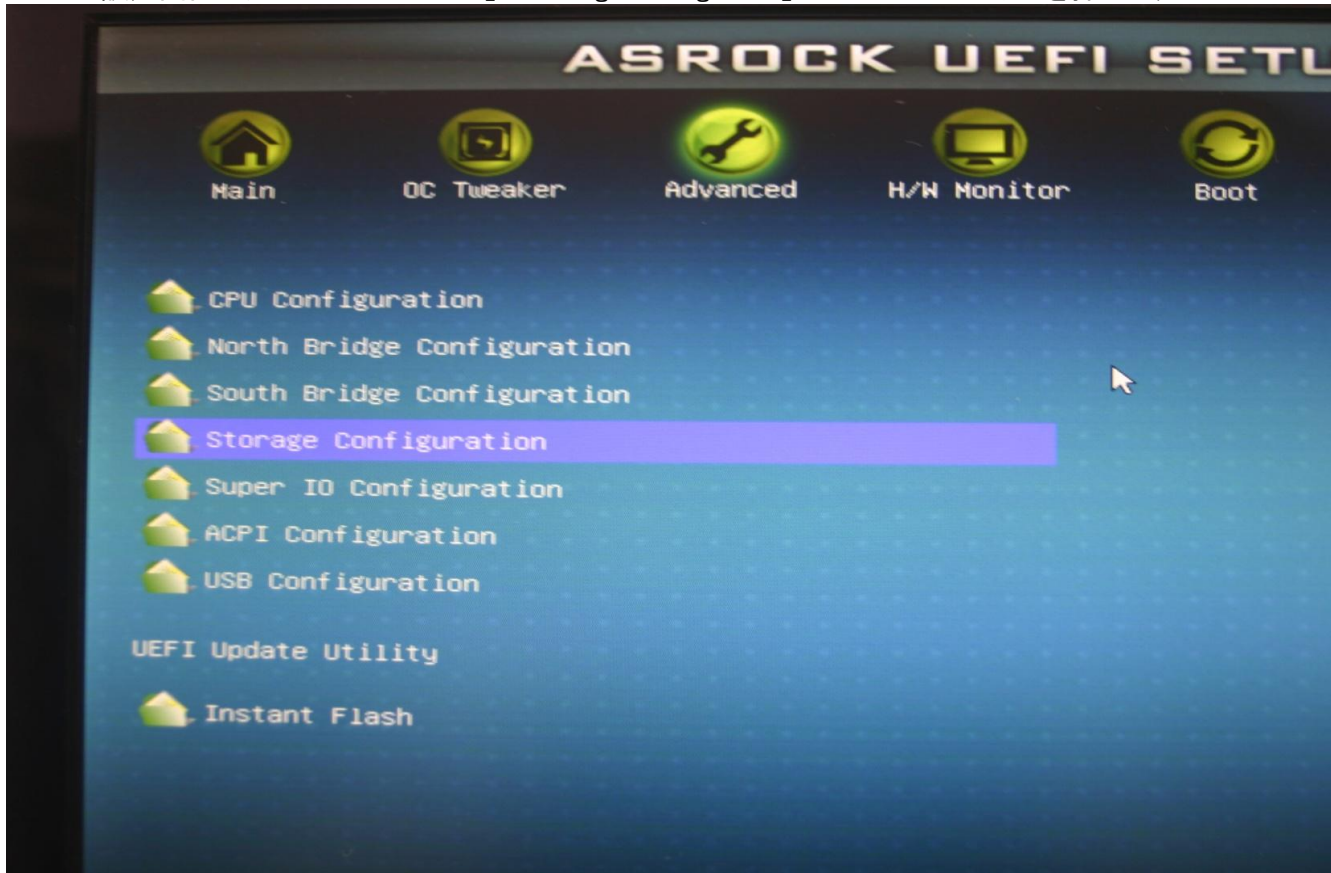 ASROCK UEFI SETU
Main OC Tweaker Advanced H/W Monitor Boot
CPU Configuration
North Bridge Configuration
South Bridge Configuration
Storage Configuration
Super IO Configuration
ACPI Configuration
USB Configuration
UEFI Update Utility
Instant Flash